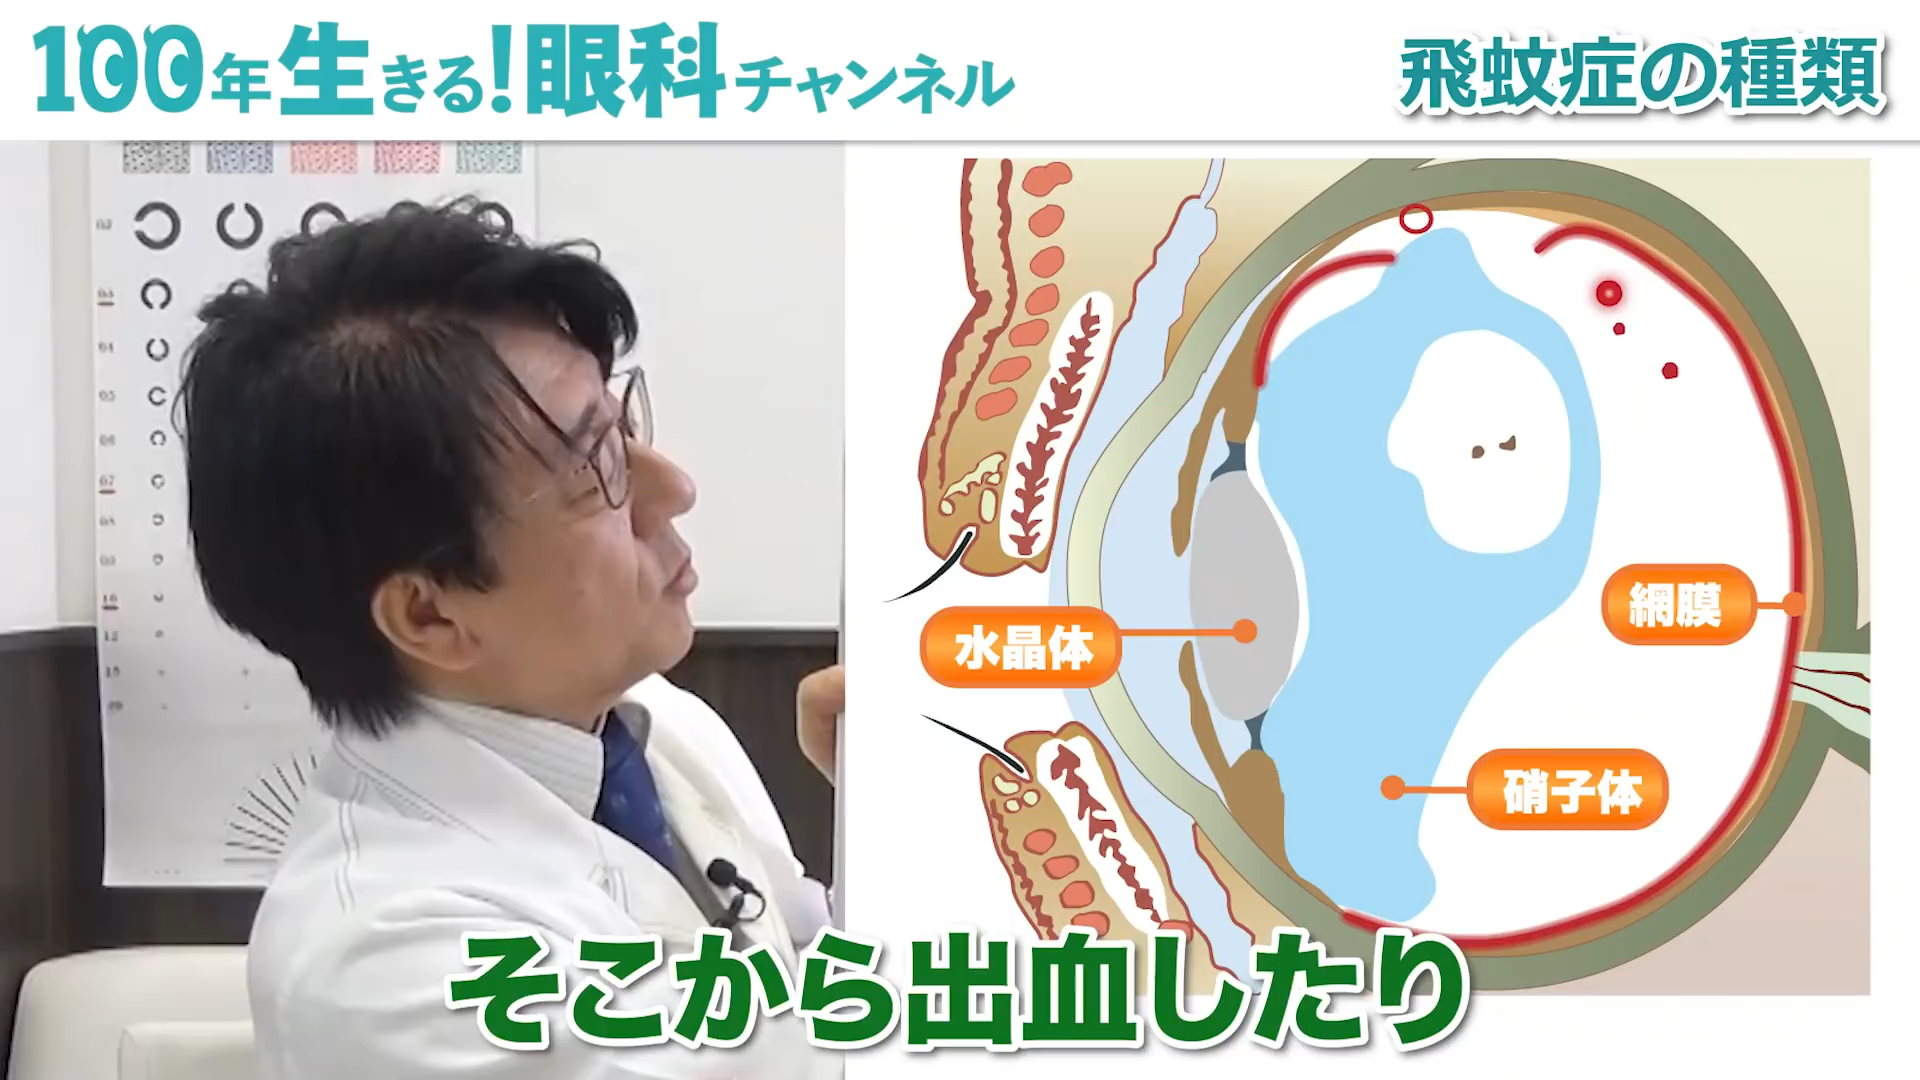 100年生きる!眼科チャンネル
飛蚊症の種類
水晶体
網膜
硝子体
そこから出血したり